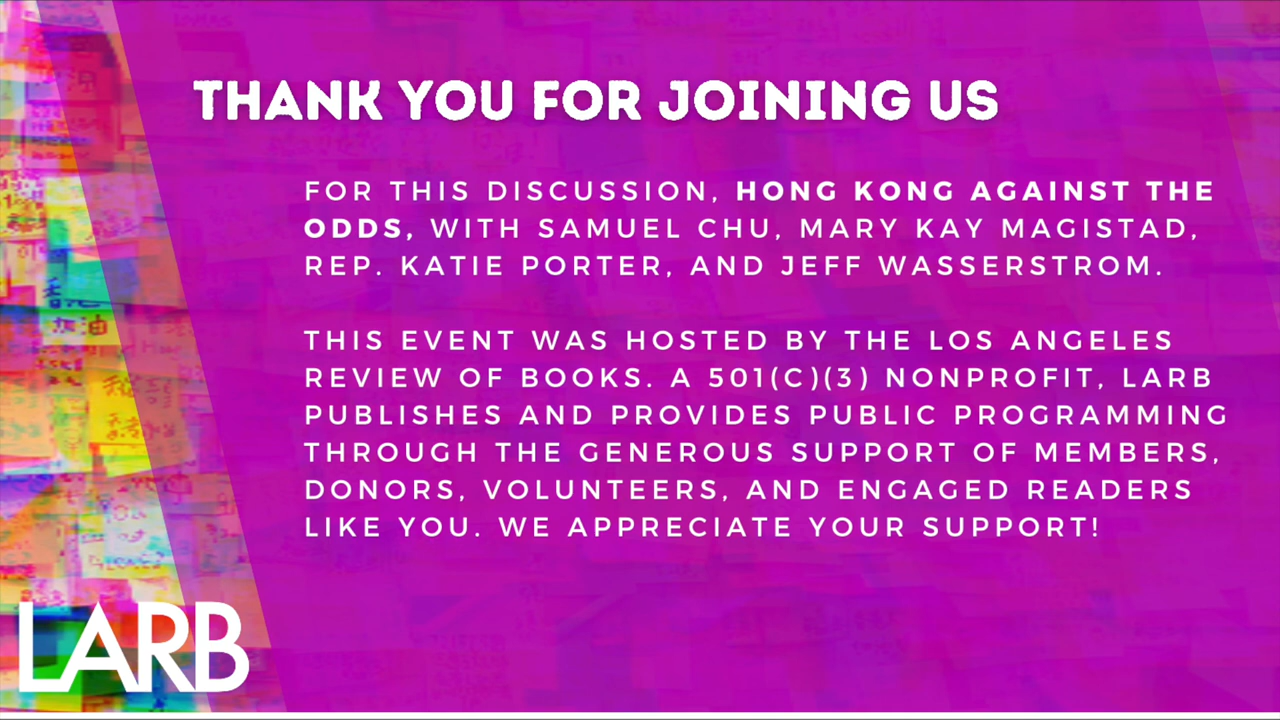 THANK YOU FOR JOINING US
FOR THIS DISCUSSION, HONG KONG AGAINST THE
ODDS, WITH SAMUEL CHU, MARY KAY MAGISTAD,
REP. KATIE PORTER, AND JEFF WASSERSTROM.
THIS EVENT WAS HOSTED BY THE LOS ANGELES
REVIEW OF BOOKS. A 501(C)(3) NONPROFIT, LARB
PUBLISHES AND PROVIDES PUBLIC PROGRAMMING
THROUGH THE GENEROUS SUPPORT OF MEMBERS,
DONORS, VOLUNTEERS, AND ENGAGED READERS
LIKE YOU. WE APPRECIATE YOUR SUPPORT!
加油
LARB